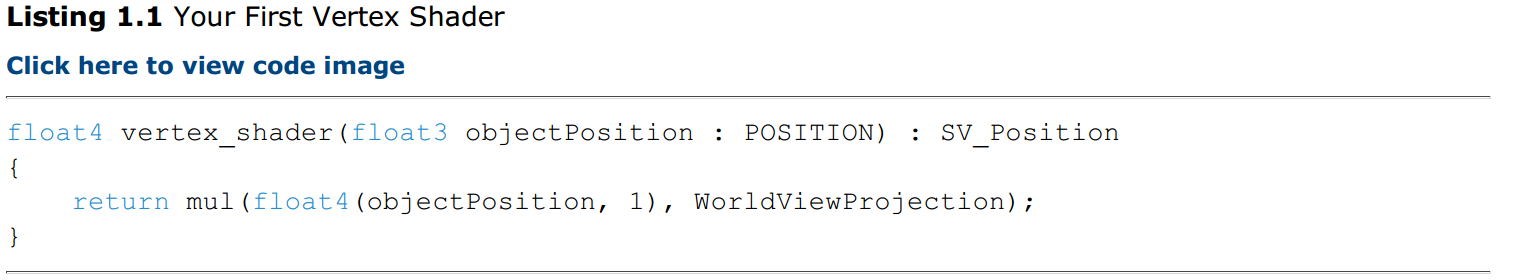 Listing 1.1 Your First Vertex Shader
Click here to view code image
float4 vertex_shader(float3 objectPosition : POSITION) : SV_Position
{
    return mul(float4(objectPosition, 1), WorldViewProjection);
}